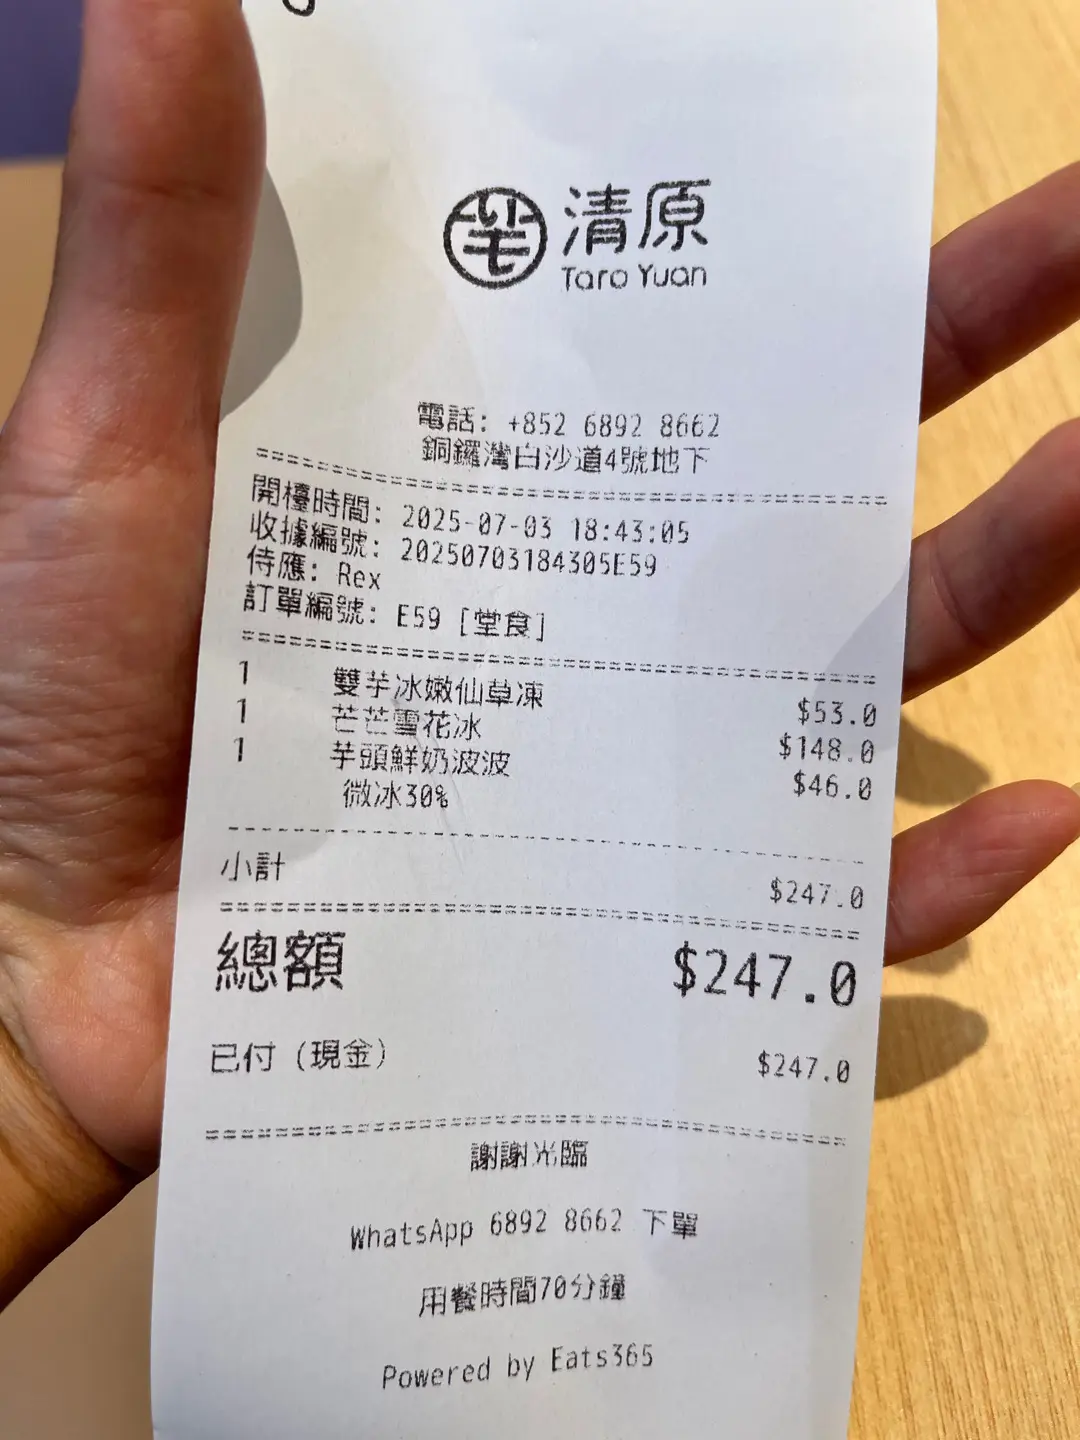 芋 清原
Taro Yuan
電話: +852 6892 8662
銅鑼灣白沙道4號地下
開檯時間: 2025-07-03 18:43:05
收據編號: 20250703184305E59
侍應: Rex
訂單編號: E59 [堂食]
1 雙芋冰嫩仙草凍 $53.0
1 芒芒雪花冰 $148.0
1 芋頭鮮奶波波 $46.0
微冰30%
小計 $247.0
總額 $247.0
已付 (現金) $247.0
謝謝光臨
WhatsApp 6892 8662 下單
用餐時間70分鐘
Powered by Eats365